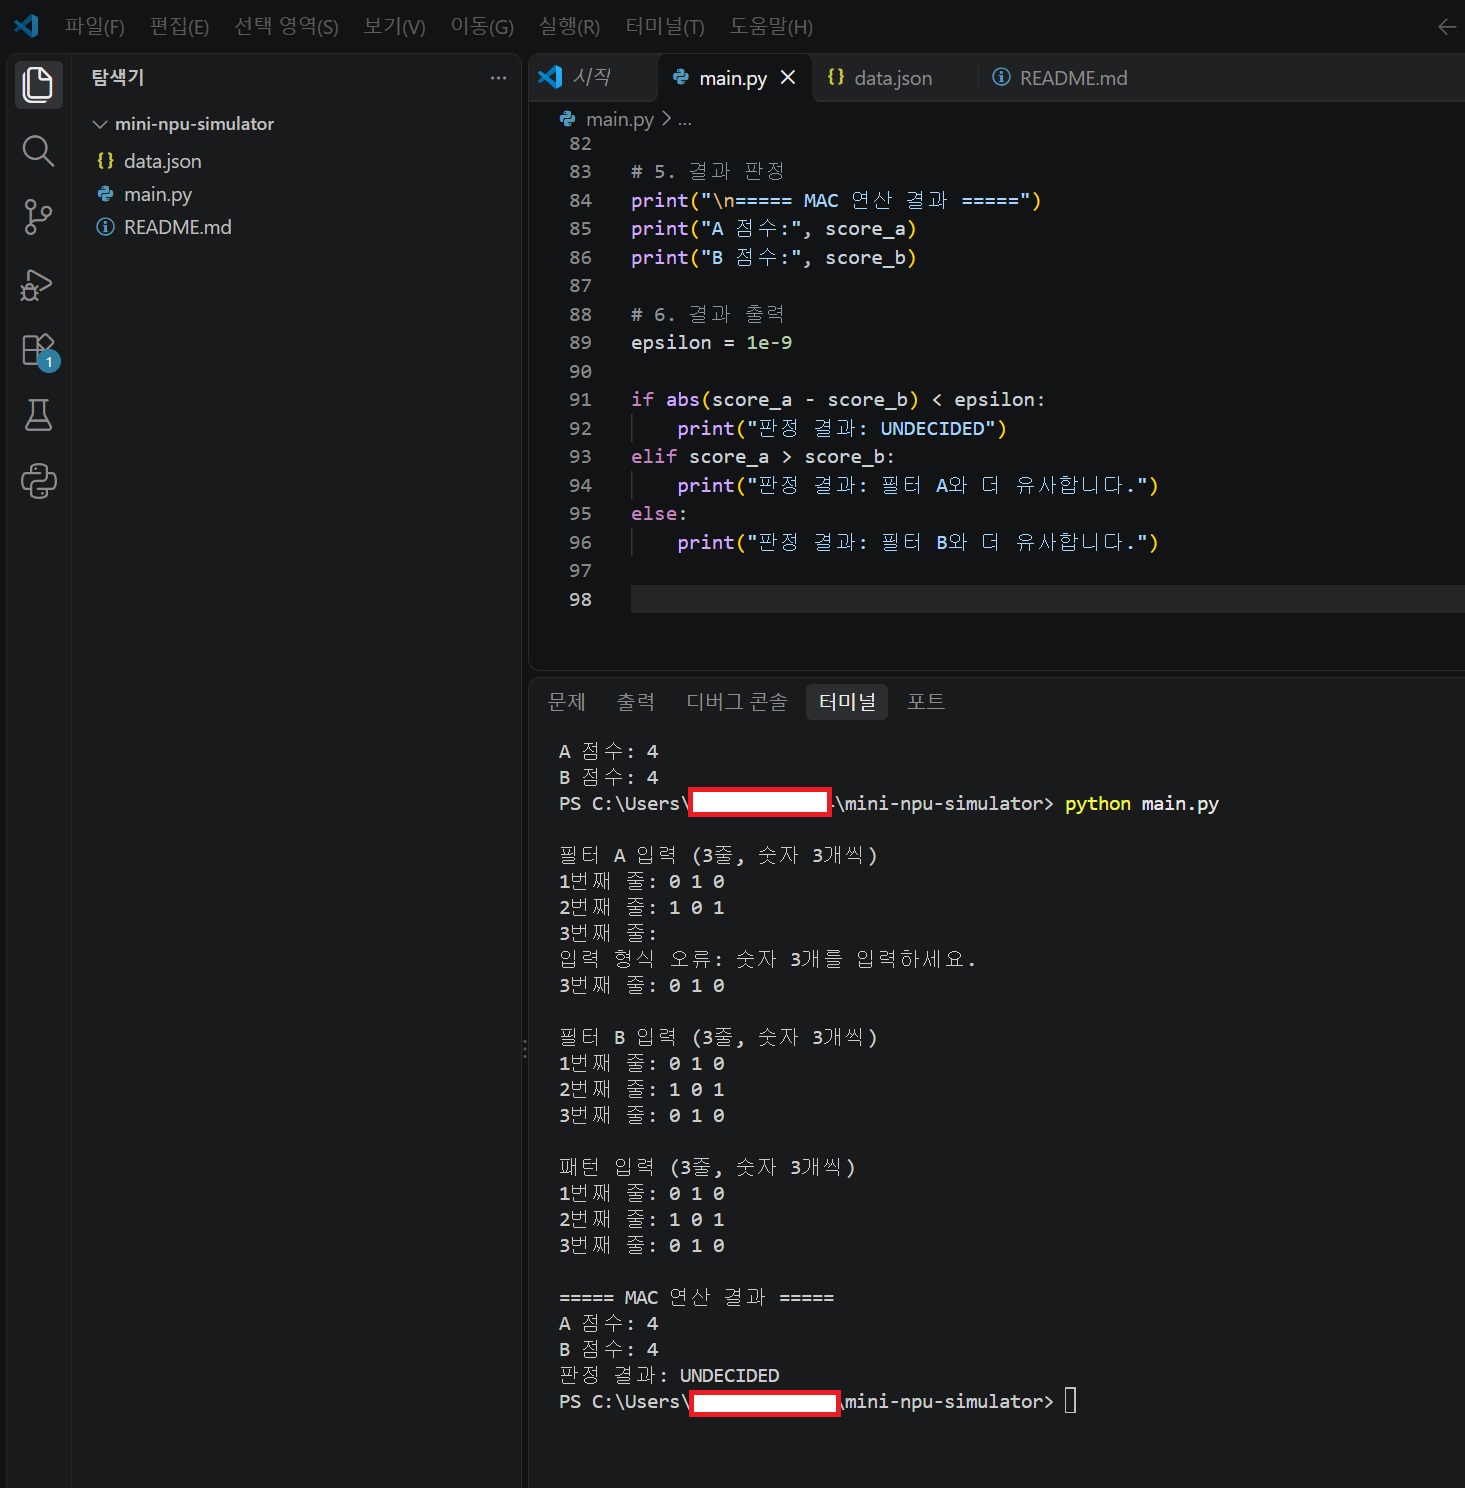 파일(F) 편집(E) 선택 영역(S) 보기(V) 이동(G) 실행(R) 터미널(T) 도움말(H)
탐색기
mini-npu-simulator
data.json
main.py
README.md
1
시작 main.py data.json README.md
main.py > ...
82
83 # 5. 결과 판정
84 print("\n===== MAC 연산 결과 =====")
85 print("A 점수:", score_a)
86 print("B 점수:", score_b)
87
88 # 6. 결과 출력
89 epsilon = 1e-9
90
91 if abs(score_a - score_b) < epsilon:
92 print("판정 결과: UNDECIDED")
93 elif score_a > score_b:
94 print("판정 결과: 필터 A와 더 유사합니다.")
95 else:
96 print("판정 결과: 필터 B와 더 유사합니다.")
97
98
문제 출력 디버그 콘솔 터미널 포트
A 점수: 4
B 점수: 4
PS C:\Users\ \mini-npu-simulator> python main.py
필터 A 입력 (3줄, 숫자 3개씩)
1번째 줄: 0 1 0
2번째 줄: 1 0 1
3번째 줄:
입력 형식 오류: 숫자 3개를 입력하세요.
3번째 줄: 0 1 0
필터 B 입력 (3줄, 숫자 3개씩)
1번째 줄: 0 1 0
2번째 줄: 1 0 1
3번째 줄: 0 1 0
패턴 입력 (3줄, 숫자 3개씩)
1번째 줄: 0 1 0
2번째 줄: 1 0 1
3번째 줄: 0 1 0
===== MAC 연산 결과 =====
A 점수: 4
B 점수: 4
판정 결과: UNDECIDED
PS C:\Users\ \mini-npu-simulator>